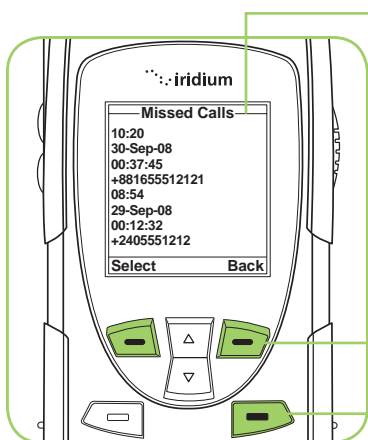 iridium
Missed Calls
10:20
30-Sep-08
00:37:45
+881655512121
08:54
29-Sep-08
00:12:32
+2405551212
Select Back